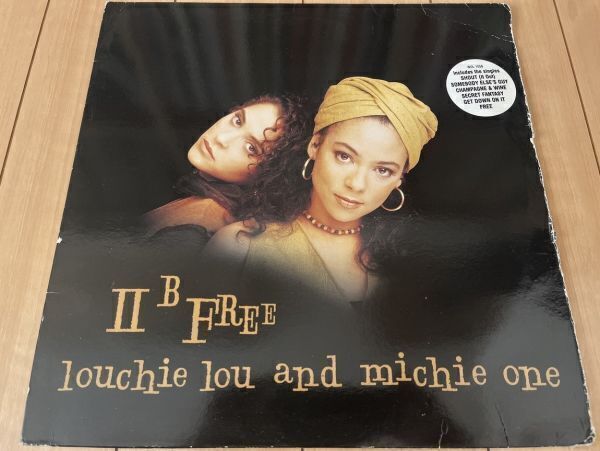 Includes the singles
SHOUT (It Out)
SOMEBODY ELSE'S GUY
CHAMPAGNE & WINE
SECRET FANTASY
GET DOWN ON IT
FREE
II B FREE
louchie lou and michie one